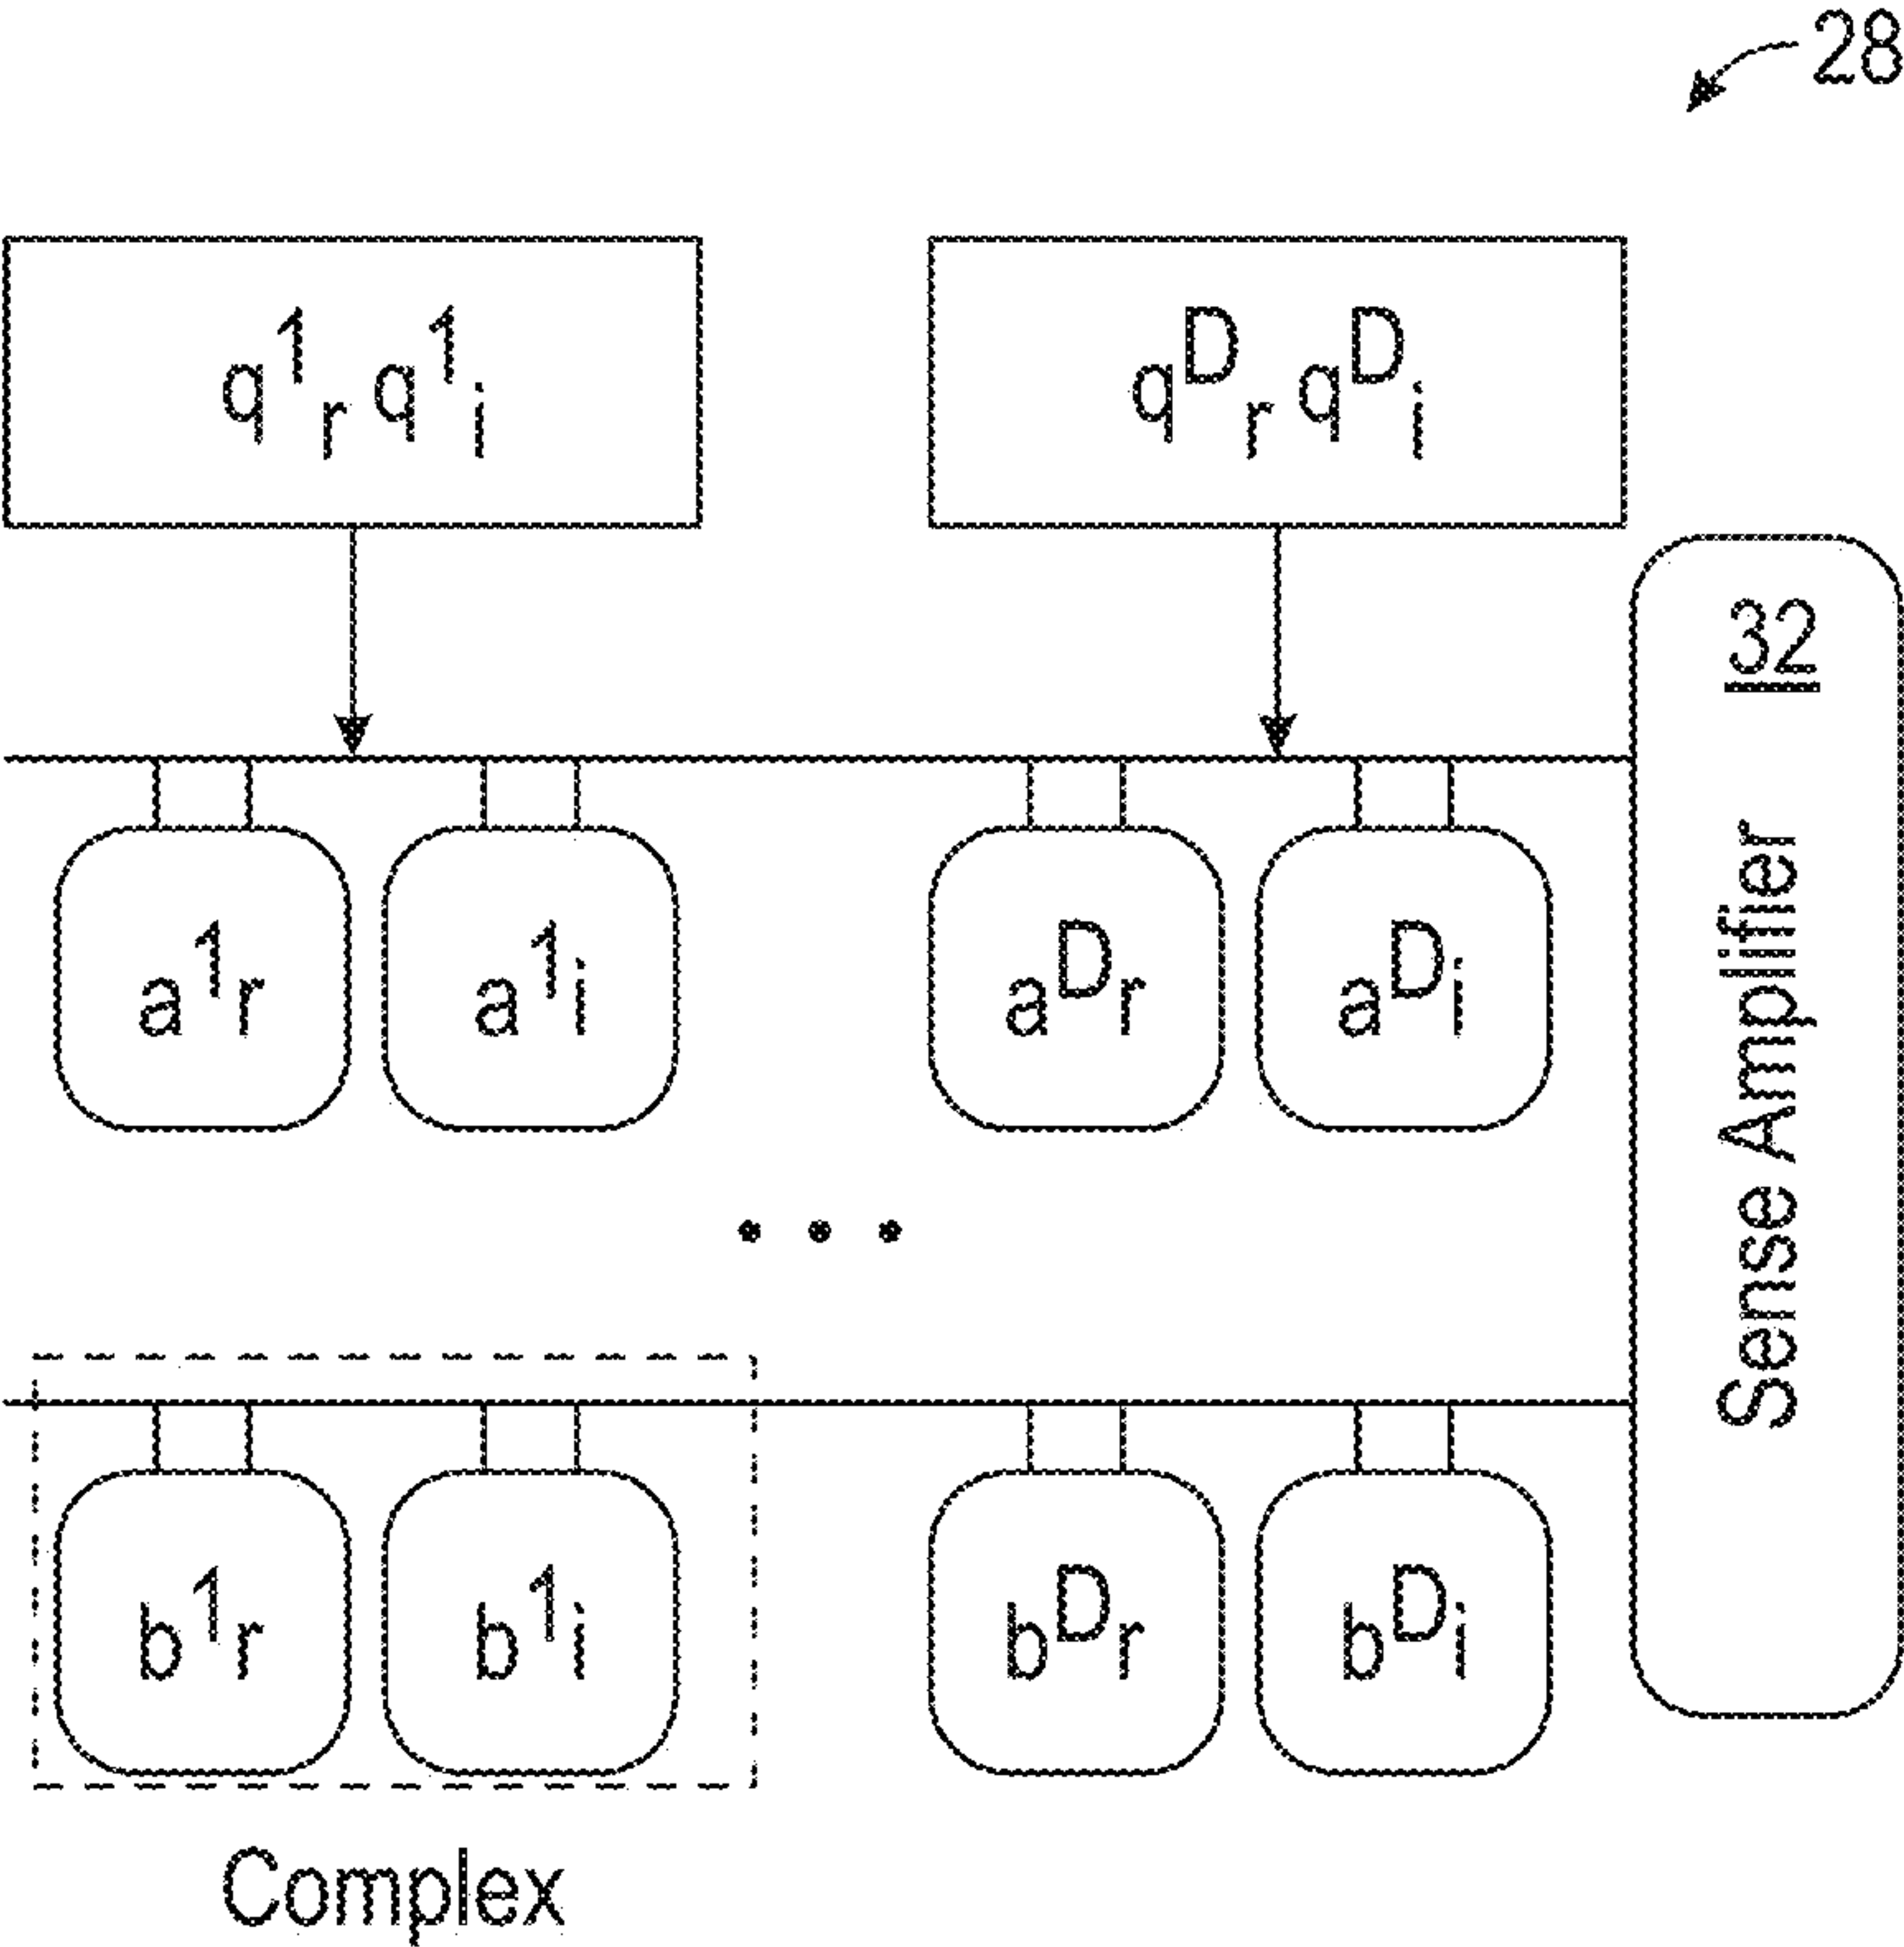 28
q¹ᵣ q¹ᵢ qᴰᵣ qᴰᵢ
32
Sense Amplifier
a¹r a¹i aᴰr aᴰi
• • •
b¹r b¹i bᴰr bᴰi
Complex